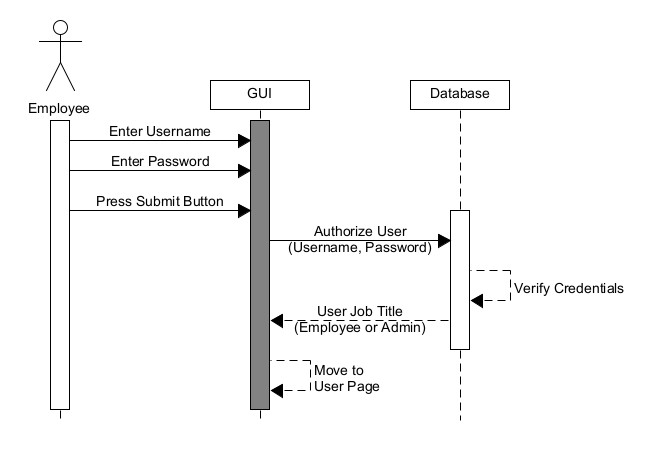 Employee
GUI
Database
Enter Username
Enter Password
Press Submit Button
Authorize User
(Username, Password)
Verify Credentials
User Job Title
(Employee or Admin)
Move to
User Page